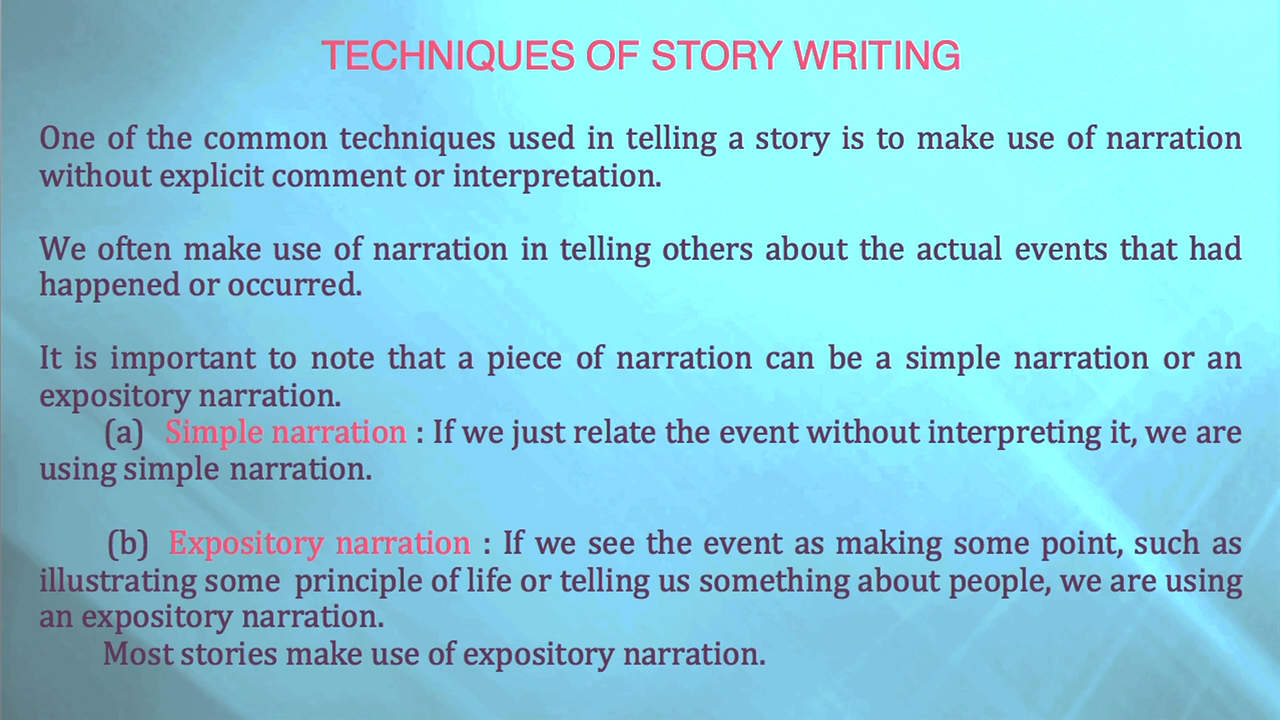 TECHNIQUES OF STORY WRITING
One of the common techniques used in telling a story is to make use of narration
without explicit comment or interpretation.
We often make use of narration in telling others about the actual events that had
happened or occurred.
It is important to note that a piece of narration can be a simple narration or an
expository narration.
(a) Simple narration : If we just relate the event without interpreting it, we are
using simple narration.
(b) Expository narration : If we see the event as making some point, such as
illustrating some principle of life or telling us something about people, we are using
an expository narration.
Most stories make use of expository narration.